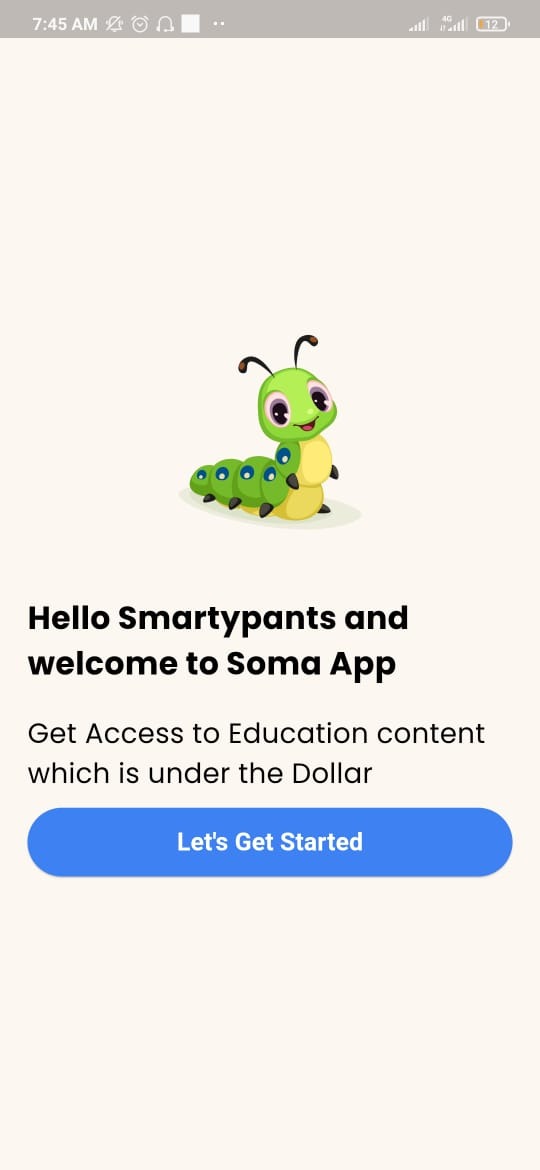 7:45 AM
4G
12
Hello Smartypants and
welcome to Soma App
Get Access to Education content
which is under the Dollar
Let's Get Started